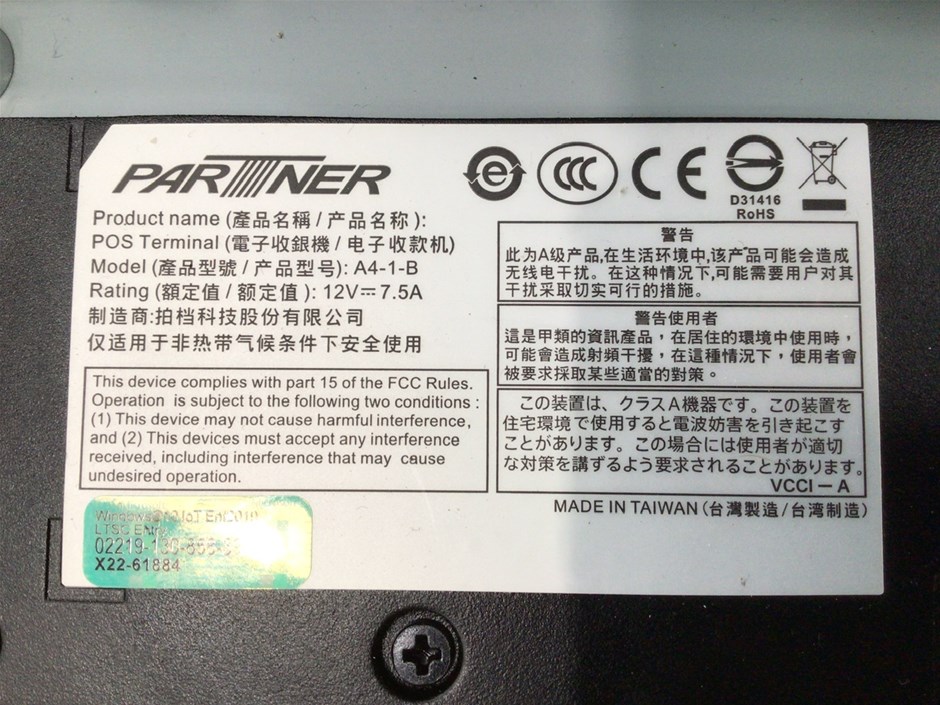 PARTNER
Product name (產品名稱 / 产品名称 ):
POS Terminal (電子收銀機 / 电子收款机)
Model (產品型號 / 产品型号): A4-1-B
Rating (額定值 / 额定值 ): 12V⎓7.5A
制造商:拍档科技股份有限公司
仅适用于非热带气候条件下安全使用
This device complies with part 15 of the FCC Rules.
Operation is subject to the following two conditions :
(1) This device may not cause harmful interference,
and (2) This devices must accept any interference
received, including interference that may cause
undesired operation.
LTSC Entry
02219-
X22-61884
e
CCC
CE
D31416
RoHS
警告
此为A级产品,在生活环境中,该产品可能会造成
无线电干扰。在这种情况下,可能需要用户对其
干扰采取切实可行的措施。
警告使用者
這是甲類的資訊產品，在居住的環境中使用時，
可能會造成射頻干擾，在這種情況下，使用者會
被要求採取某些適當的對策。
この装置は、クラスA機器です。この装置を
住宅環境で使用すると電波妨害を引き起こす
ことがあります。この場合には使用者が適切
な対策を講ずるよう要求されることがあります。
VCCI－A
MADE IN TAIWAN (台灣製造/台湾制造)